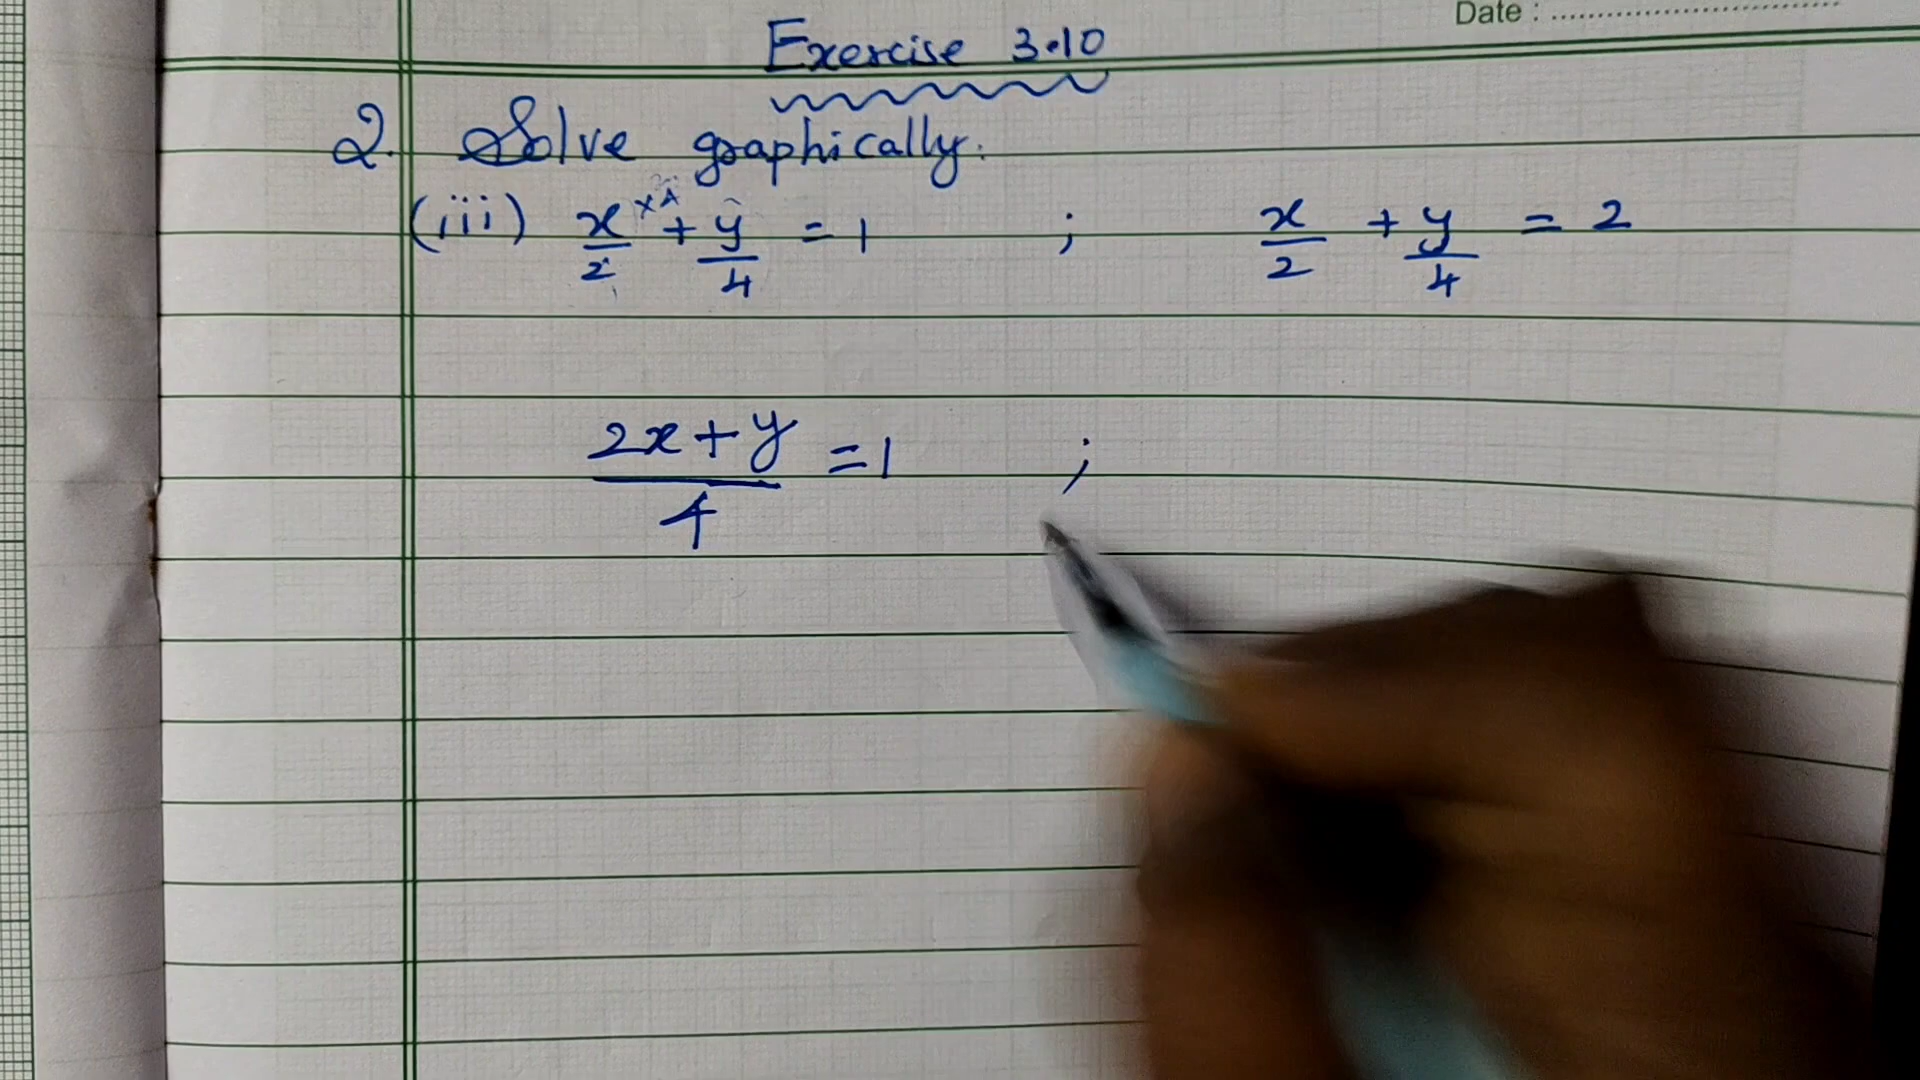 Date : ..............................
Exercise 3.10
2. Solve graphically.
(iii) x/2 + y/4 = 1 ; x/2 + y/4 = 2
(2x+y)/4 = 1 ;